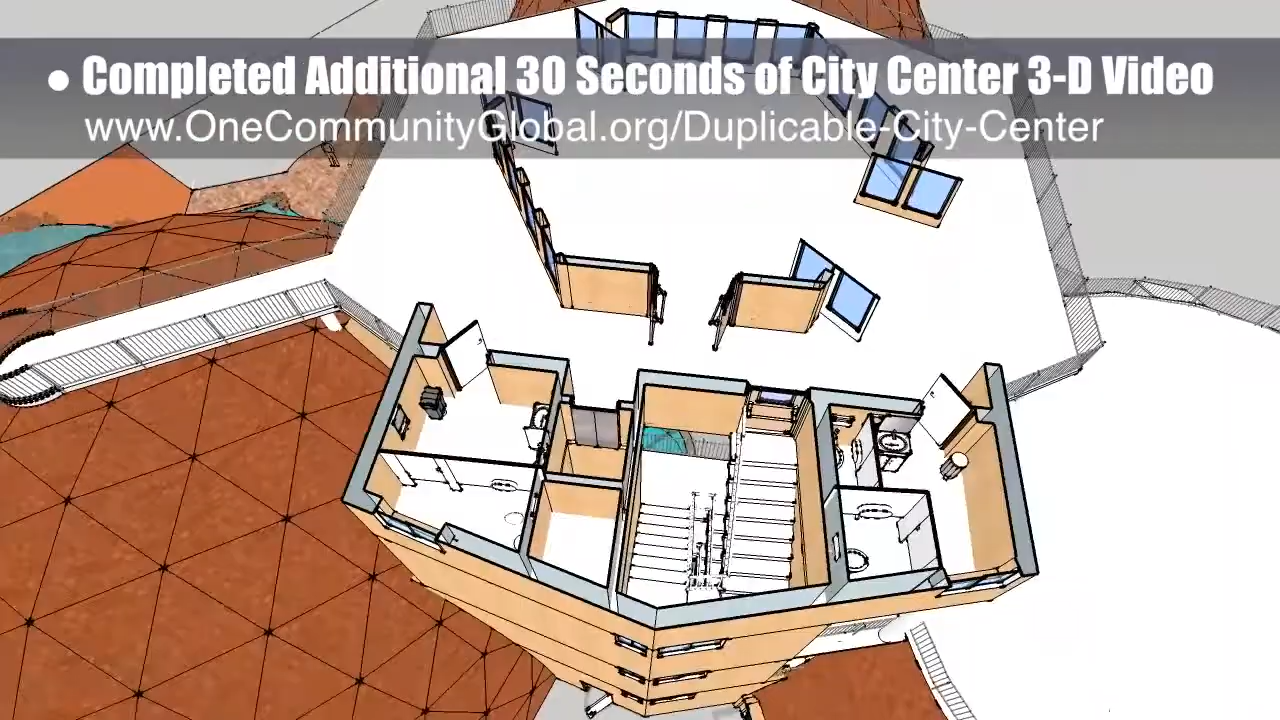 • Completed Additional 30 Seconds of City Center 3-D Video
www.OneCommunityGlobal.org/Duplicable-City-Center